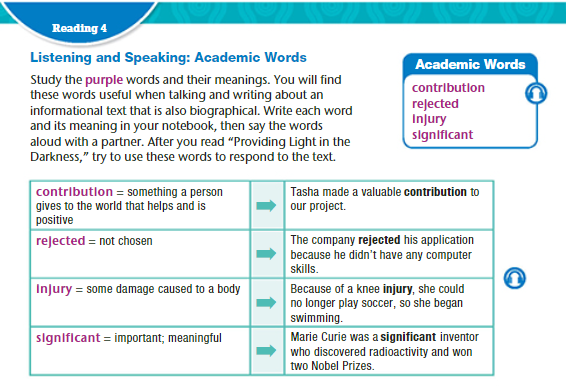 Reading 4
Listening and Speaking: Academic Words
Study the purple words and their meanings. You will find
these words useful when talking and writing about an
informational text that is also biographical. Write each word
and its meaning in your notebook, then say the words
aloud with a partner. After you read “Providing Light in the
Darkness,” try to use these words to respond to the text.
Academic Words
contribution
rejected
injury
significant
contribution = something a person
gives to the world that helps and is
positive
Tasha made a valuable contribution to
our project.
rejected = not chosen
The company rejected his application
because he didn’t have any computer
skills.
injury = some damage caused to a body
Because of a knee injury, she could
no longer play soccer, so she began
swimming.
significant = important; meaningful
Marie Curie was a significant inventor
who discovered radioactivity and won
two Nobel Prizes.